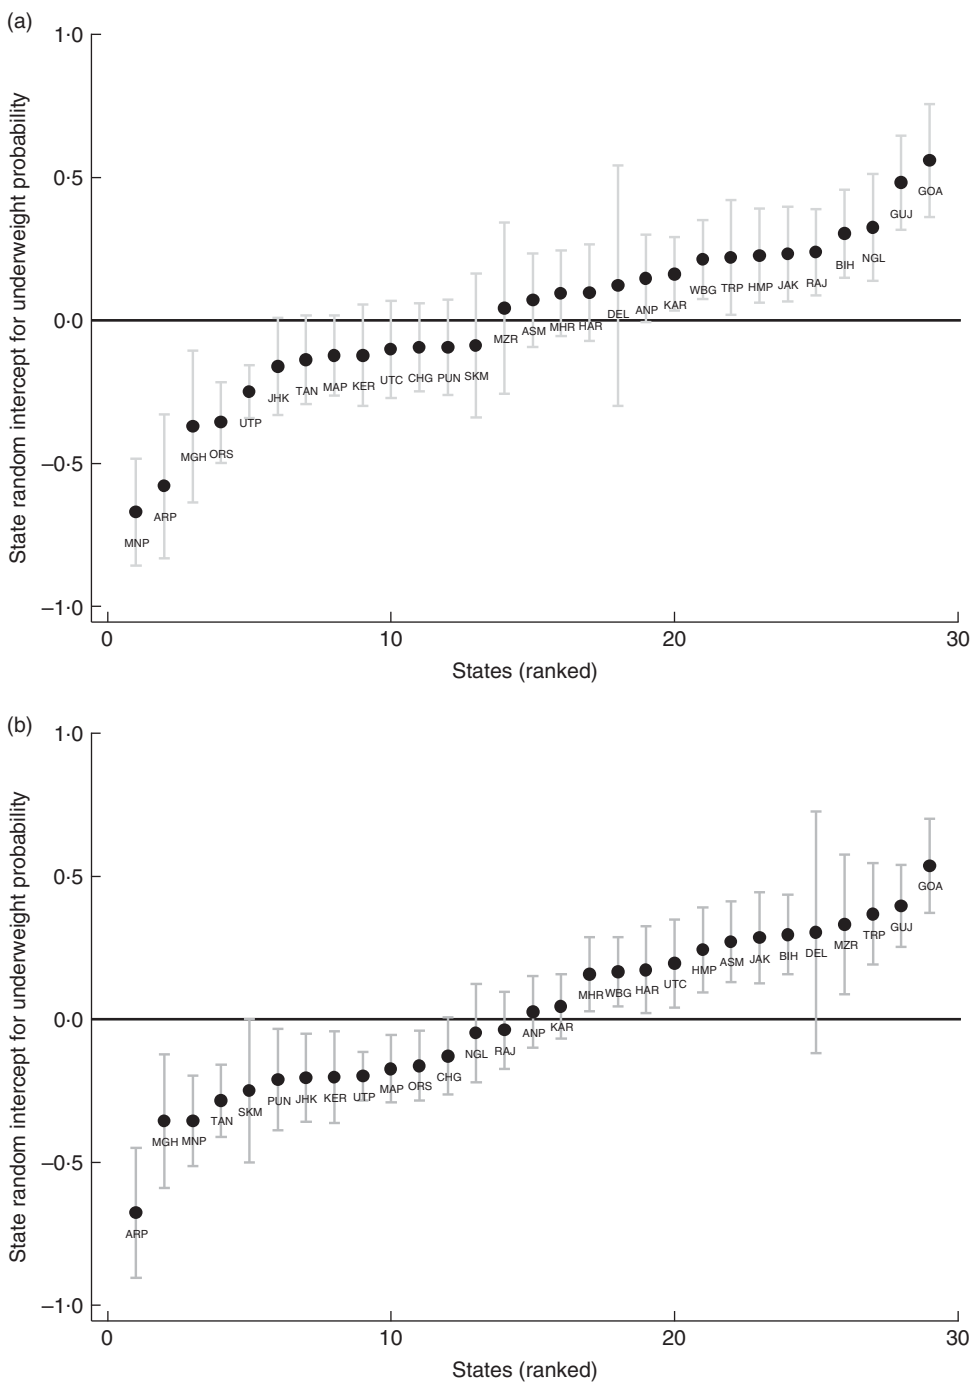 (a)
1·0
0·5
0·0
–0·5
–1·0
State random intercept for underweight probability
MNP
ARP
MGH
ORS
UTP
JHK
TAN
MAP
KER
UTC
CHG
PUN
SKM
MZR
ASM
MHR
HAR
DEL
ANP
KAR
WBG
TRP
HMP
JAK
RAJ
BIH
NGL
GUJ
GOA
0
10
20
30
States (ranked)
(b)
1·0
0·5
0·0
–0·5
–1·0
State random intercept for underweight probability
ARP
MGH
MNP
TAN
SKM
PUN
JHK
KER
UTP
MAP
ORS
CHG
NGL
RAJ
ANP
KAR
MHR
WBG
HAR
UTC
HMP
ASM
JAK
BIH
DEL
MZR
TRP
GUJ
GOA
0
10
20
30
States (ranked)